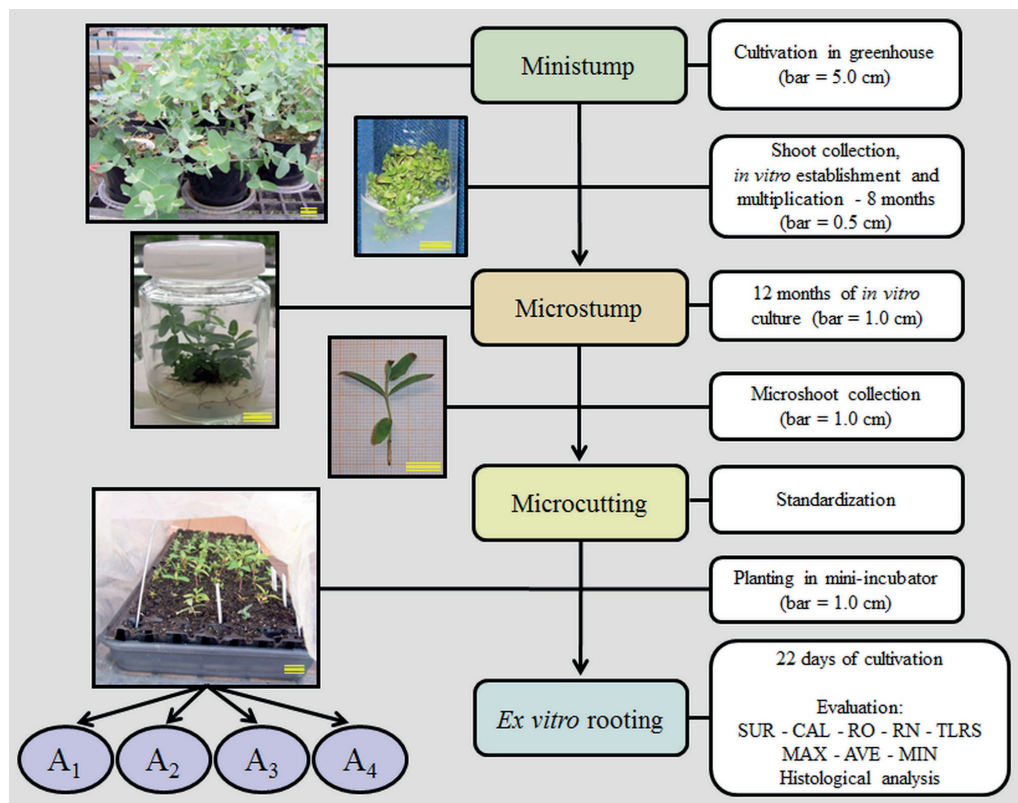 Ministump
Cultivation in greenhouse
(bar = 5.0 cm)
Shoot collection,
in vitro establishment and
multiplication - 8 months
(bar = 0.5 cm)
Microstump
12 months of in vitro
culture (bar = 1.0 cm)
Microshoot collection
(bar = 1.0 cm)
Microcutting
Standardization
Planting in mini-incubator
(bar = 1.0 cm)
Ex vitro rooting
22 days of cultivation
Evaluation:
SUR - CAL - RO - RN - TLRS
MAX - AVE - MIN
Histological analysis
A1 A2 A3 A4